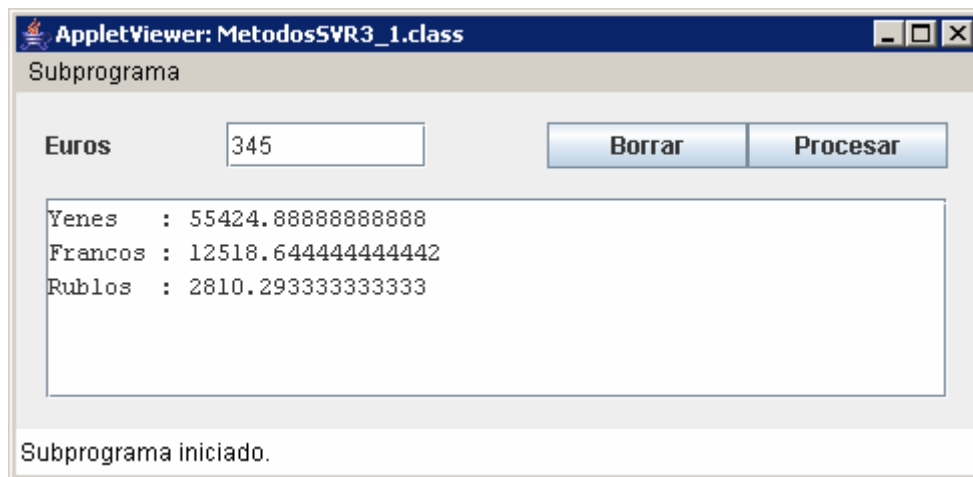 AppletViewer: MetodosSVR3_1.class
Subprograma
Euros 345 Borrar Procesar
Yenes : 55424.88888888888
Francos : 12518.644444444442
Rublos : 2810.293333333333
Subprograma iniciado.